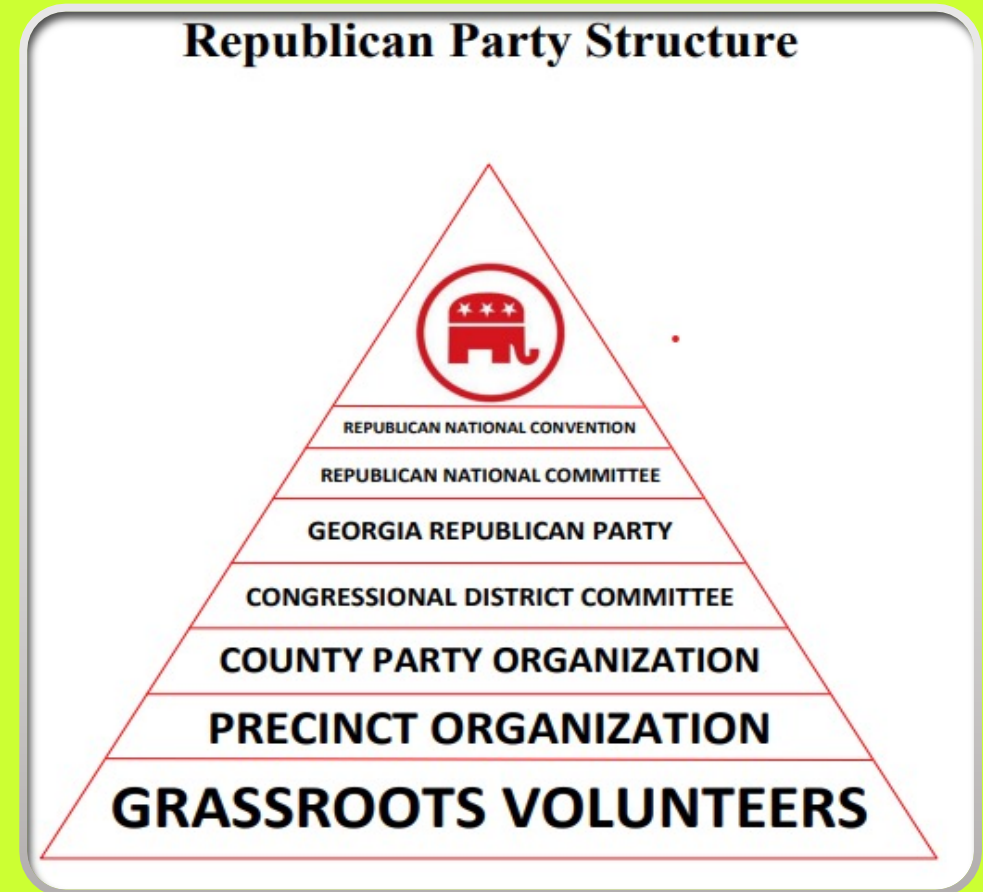 Republican Party Structure
REPUBLICAN NATIONAL CONVENTION
REPUBLICAN NATIONAL COMMITTEE
GEORGIA REPUBLICAN PARTY
CONGRESSIONAL DISTRICT COMMITTEE
COUNTY PARTY ORGANIZATION
PRECINCT ORGANIZATION
GRASSROOTS VOLUNTEERS